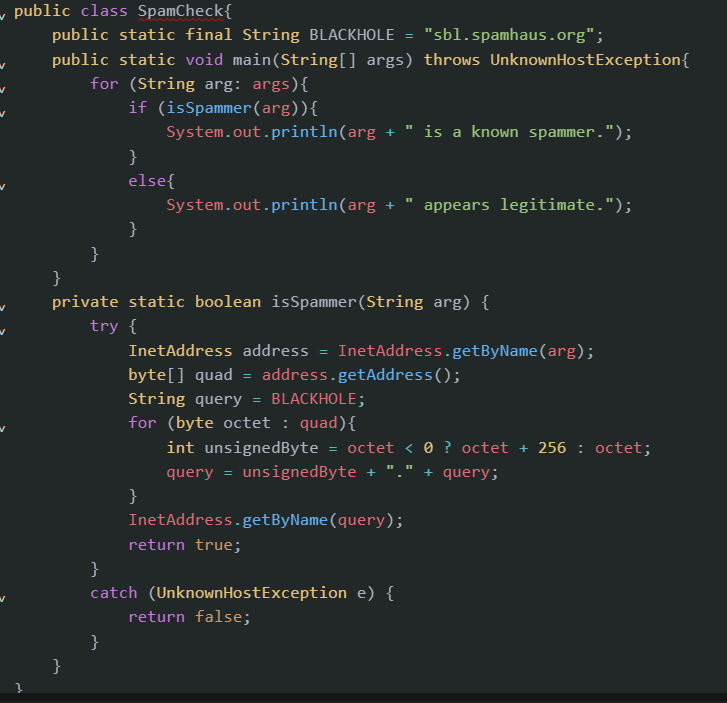 public class SpamCheck{
    public static final String BLACKHOLE = "sbl.spamhaus.org";
    public static void main(String[] args) throws UnknownHostException{
        for (String arg: args){
            if (isSpammer(arg)){
                System.out.println(arg + " is a known spammer.");
            }
            else{
                System.out.println(arg + " appears legitimate.");
            }
        }
    }
    private static boolean isSpammer(String arg) {
        try {
            InetAddress address = InetAddress.getByName(arg);
            byte[] quad = address.getAddress();
            String query = BLACKHOLE;
            for (byte octet : quad){
                int unsignedByte = octet < 0 ? octet + 256 : octet;
                query = unsignedByte + "." + query;
            }
            InetAddress.getByName(query);
            return true;
        }
        catch (UnknownHostException e) {
            return false;
        }
    }
}